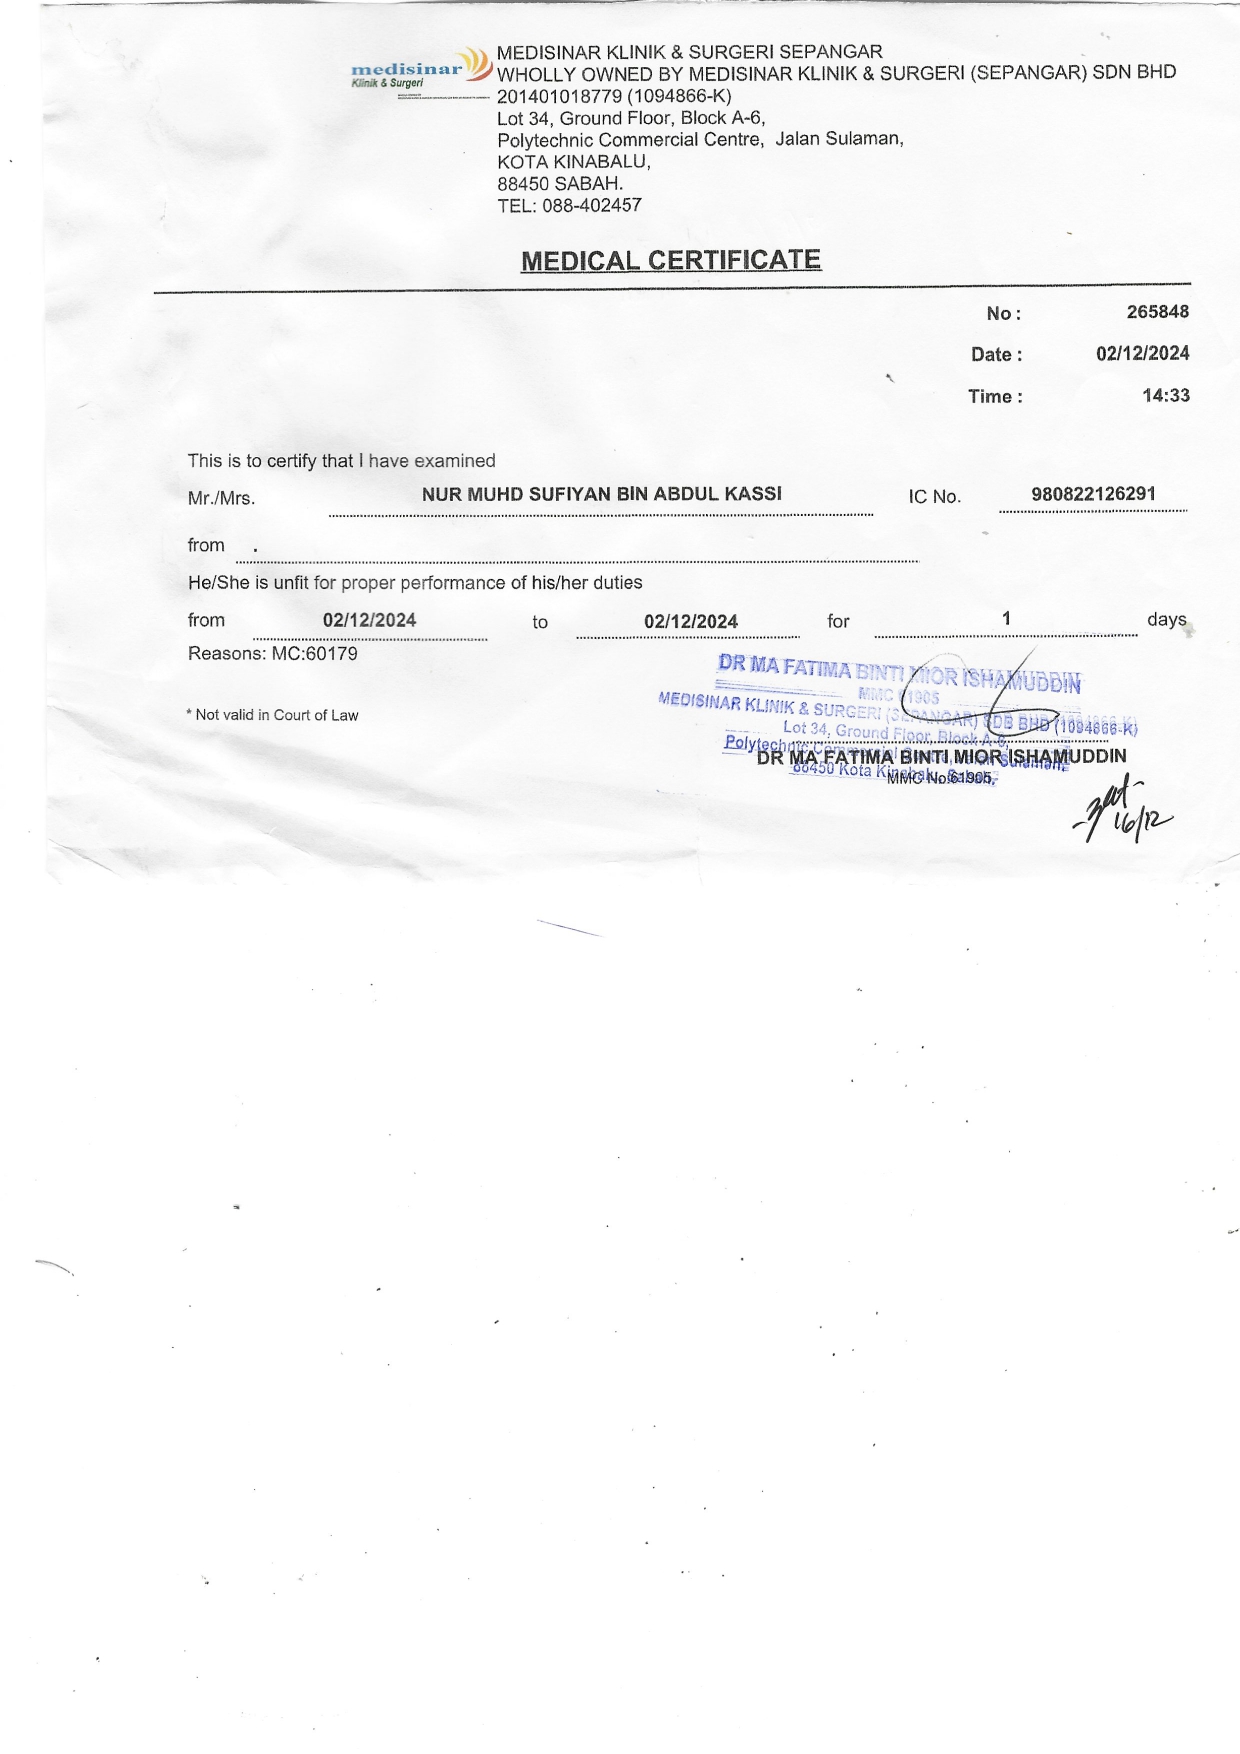 medisinar
Klinik & Surgeri
MEDISINAR KLINIK & SURGERI SEPANGAR
WHOLLY OWNED BY MEDISINAR KLINIK & SURGERI (SEPANGAR) SDN BHD
201401018779 (1094866-K)
Lot 34, Ground Floor, Block A-6,
Polytechnic Commercial Centre, Jalan Sulaman,
KOTA KINABALU,
88450 SABAH.
TEL: 088-402457
MEDICAL CERTIFICATE
No : 265848
Date : 02/12/2024
Time : 14:33
This is to certify that I have examined
Mr./Mrs. NUR MUHD SUFIYAN BIN ABDUL KASSI IC No. 980822126291
from .
He/She is unfit for proper performance of his/her duties
from 02/12/2024 to 02/12/2024 for 1 days
Reasons: MC:60179
* Not valid in Court of Law
DR MA FATIMA BINTI MIOR ISHAMUDDIN
MMC 61905
MEDISINAR KLINIK & SURGERI (SEPANGAR) SDB BHD (1094866-K)
Lot 34, Ground Floor, Block A-6,
Polytechnic Commercial
88450 Kota Kinabalu, Sabah.
DR MA FATIMA BINTI MIOR ISHAMUDDIN
MMC No.61905
16/12